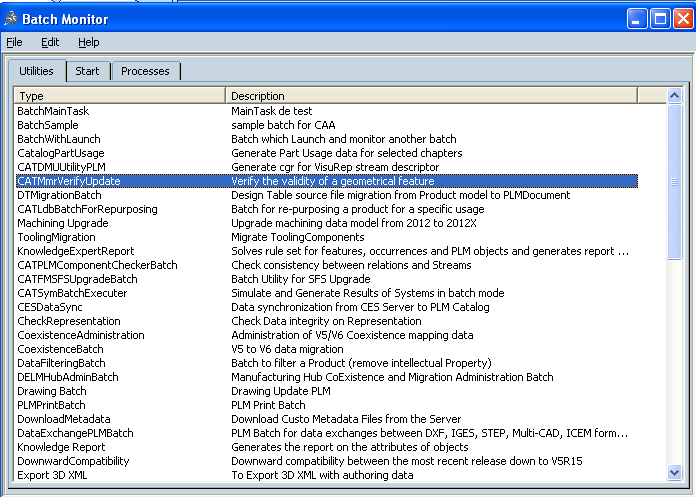 Batch Monitor
File Edit Help
Utilities Start Processes
Type Description
BatchMainTask MainTask de test
BatchSample sample batch for CAA
BatchWithLaunch Batch which Launch and monitor another batch
CatalogPartUsage Generate Part Usage data for selected chapters
CATDMUUtilityPLM Generate cgr for VisuRep stream descriptor
CATMmrVerifyUpdate Verify the validity of a geometrical feature
DTMigrationBatch Design Table source file migration from Product model to PLMDocument
CATLdbBatchForRepurposing Batch for re-purposing a product for a specific usage
Machining Upgrade Upgrade machining data model from 2012 to 2012X
ToolingMigration Migrate ToolingComponents
KnowledgeExpertReport Solves rule set for features, occurrences and PLM objects and generates report ...
CATPLMComponentCheckerBatch Check consistency between relations and Streams
CATFMSFSUpgradeBatch Batch Utility for SFS Upgrade
CATSymBatchExecuter Simulate and Generate Results of Systems in batch mode
CESDataSync Data synchronization from CES Server to PLM Catalog
CheckRepresentation Check Data integrity on Representation
CoexistenceAdministration Administration of V5/V6 Coexistence mapping data
CoexistenceBatch V5 to V6 data migration
DataFilteringBatch Batch to filter a Product (remove intellectual Property)
DELMHubAdminBatch Manufacturing Hub CoExistence and Migration Administration Batch
Drawing Batch Drawing Update PLM
PLMPrintBatch PLM Print Batch
DownloadMetadata Download Custo Metadata Files from the Server
DataExchangePLMBatch PLM Batch for data exchanges between DXF, IGES, STEP, Multi-CAD, ICEM form...
Knowledge Report Generates the report on the attributes of objects
DownwardCompatibility Downward compatibility between the most recent release down to V5R15
Export 3D XML To Export 3D XML with authoring data